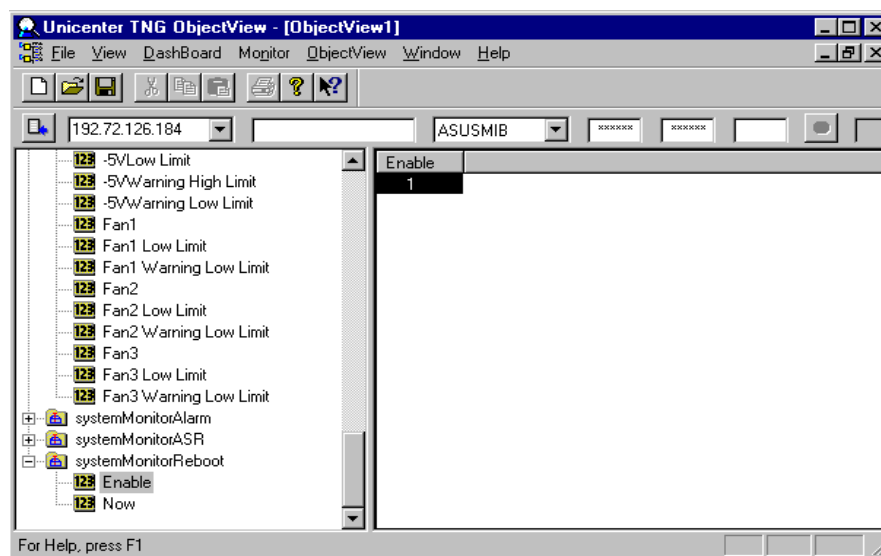 Unicenter TNG ObjectView - [ObjectView1]
File View DashBoard Monitor ObjectView Window Help
192.72.126.184 ASUSMIB ****** ******
-5VLow Limit
-5VWarning High Limit
-5VWarning Low Limit
Fan1
Fan1 Low Limit
Fan1 Warning Low Limit
Fan2
Fan2 Low Limit
Fan2 Warning Low Limit
Fan3
Fan3 Low Limit
Fan3 Warning Low Limit
systemMonitorAlarm
systemMonitorASR
systemMonitorReboot
Enable
Now
Enable
1
For Help, press F1